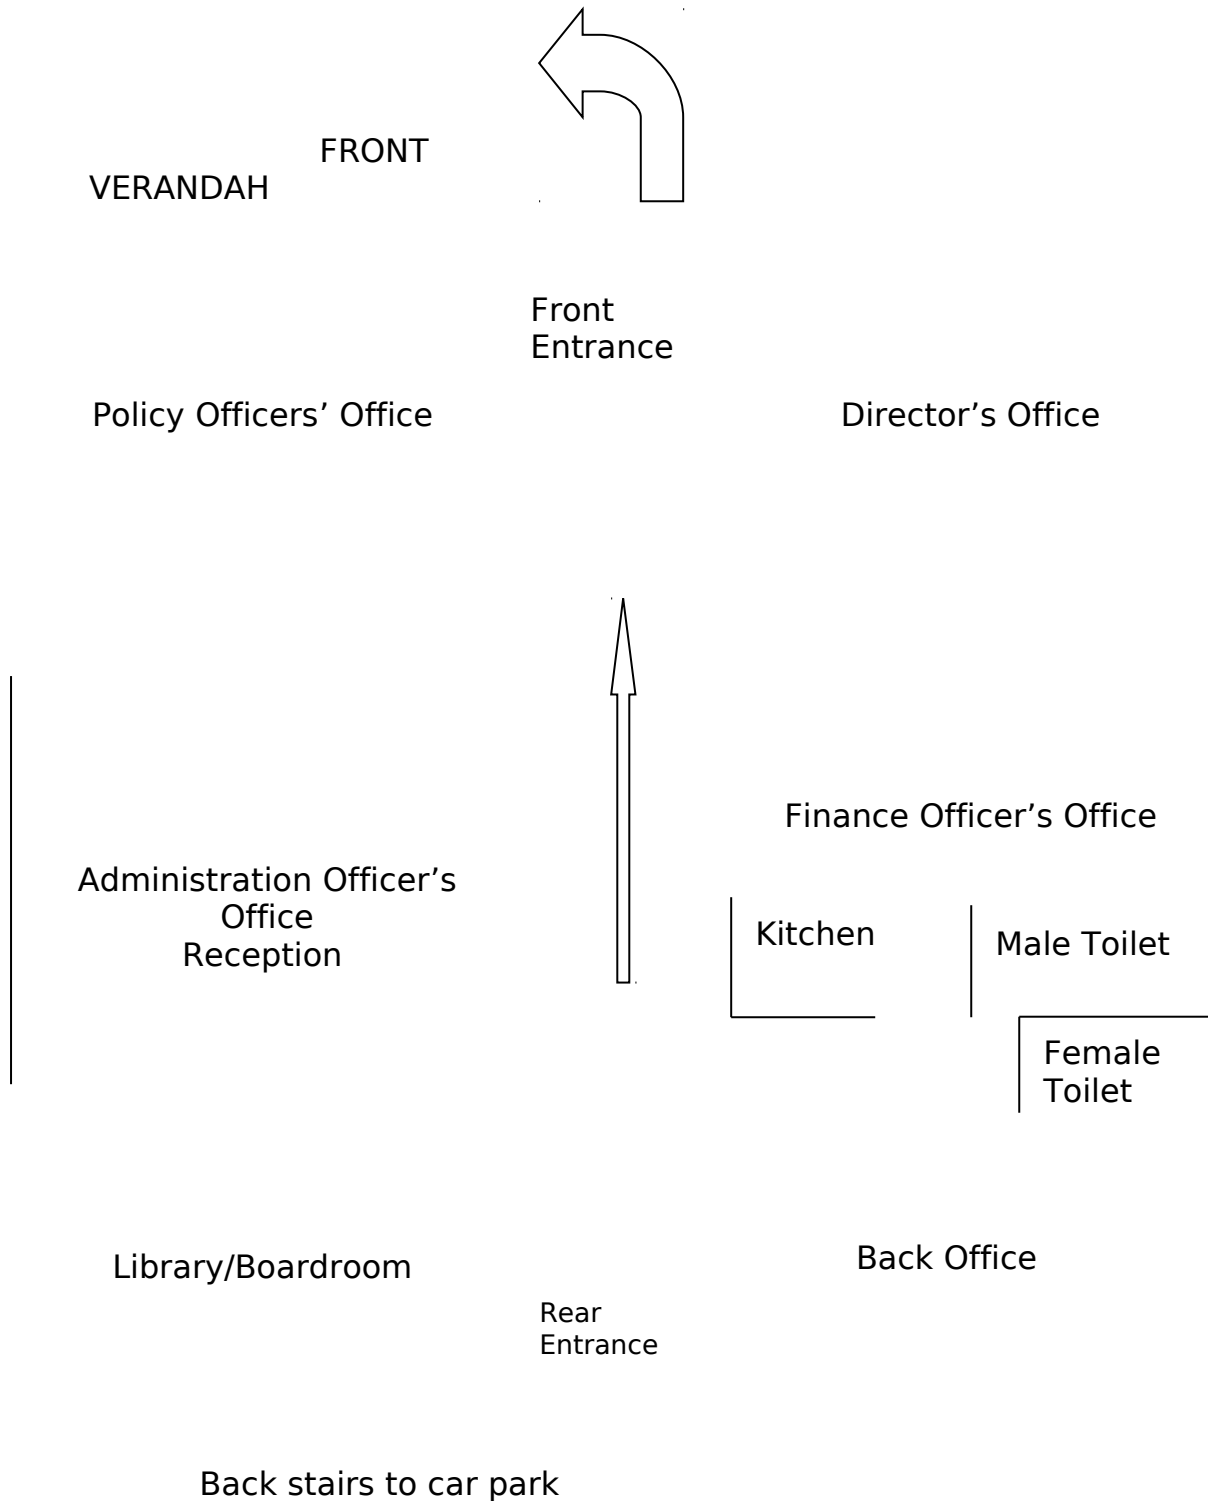 FRONT
VERANDAH
Front
Entrance
Policy Officers’ Office
Director’s Office
Finance Officer’s Office
Administration Officer’s
Office
Reception
Kitchen
Male Toilet
Female
Toilet
Library/Boardroom
Back Office
Rear
Entrance
Back stairs to car park